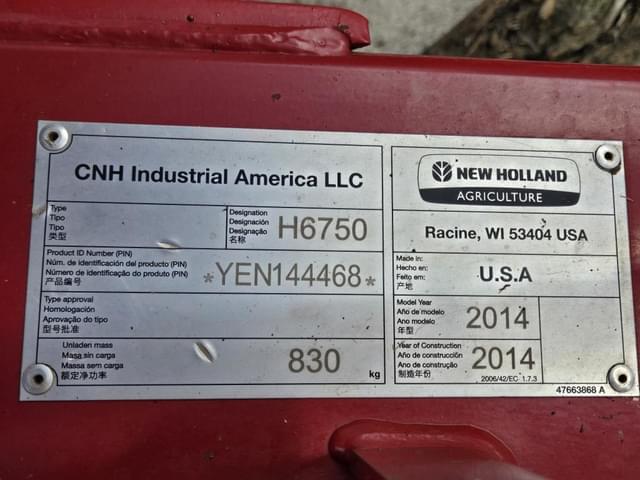 CNH Industrial America LLC
Type
Tipo
Tipo
类型
Designation
Designación
Designação
名称
H6750
Product ID Number (PIN)
Núm. de identificación del producto (PIN)
Número de identificação do produto (PIN)
产品编号
*YEN144468*
Type approval
Homologación
Aprovação do tipo
型号批准
Unladen mass
Masa sin carga
Massa sem carga
额定净功率
830
kg
NEW HOLLAND
AGRICULTURE
Racine, WI 53404 USA
Made in:
Hecho en:
Feito em:
产地
U.S.A
Model Year
Año de modelo
Ano modelo
年型
2014
Year of Construction
Año de construcción
Ano de construção
制造年份
2014
2006/42/EC 1.7.3
47663868 A